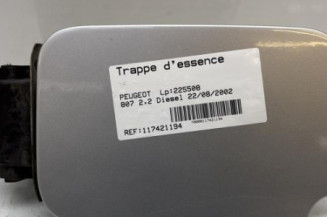 Trappe d'essence
PEUGEOT Lp:225508
807 2.2 Diesel 22/08/2002
REF:117421194